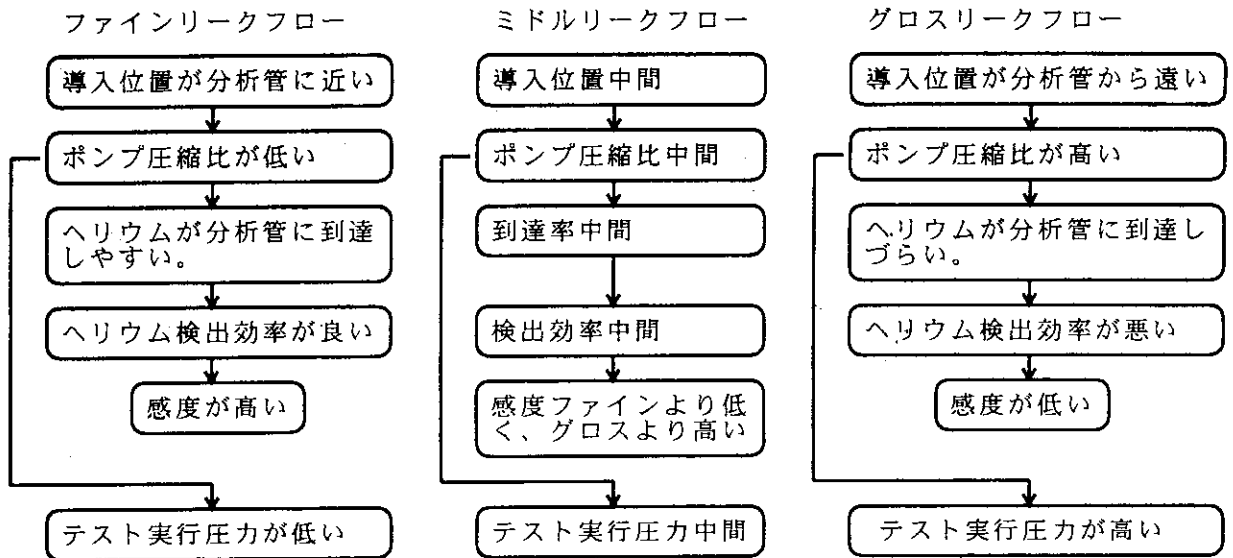 ファインリークフロー
導入位置が分析管に近い
ポンプ圧縮比が低い
ヘリウムが分析管に到達
しやすい。
ヘリウム検出効率が良い
感度が高い
テスト実行圧力が低い
ミドルリークフロー
導入位置中間
ポンプ圧縮比中間
到達率中間
検出効率中間
感度ファインより低
く、グロスより高い
テスト実行圧力中間
グロスリークフロー
導入位置が分析管から遠い
ポンプ圧縮比が高い
ヘリウムが分析管に到達し
づらい。
ヘリウム検出効率が悪い
感度が低い
テスト実行圧力が高い